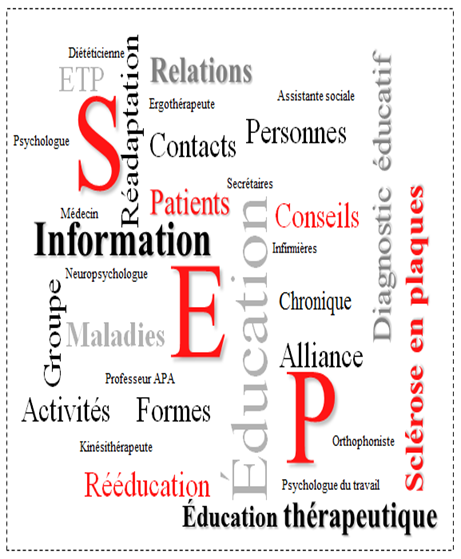 Diététicienne
ETP
Réadaptation
Relations
Diagnostic éducatif
S
Ergothérapeute
Assistante sociale
Psychologue
Contacts
Personnes
Secrétaires
Sclérose en plaques
Médecin
Patients
Conseils
Éducation
Information
Infirmières
Neuropsychologue
E
Groupe
Chronique
Maladies
Alliance
Professeur APA
P
Activités
Formes
Orthophoniste
Kinésithérapeute
Rééducation
Psychologue du travail
Éducation thérapeutique